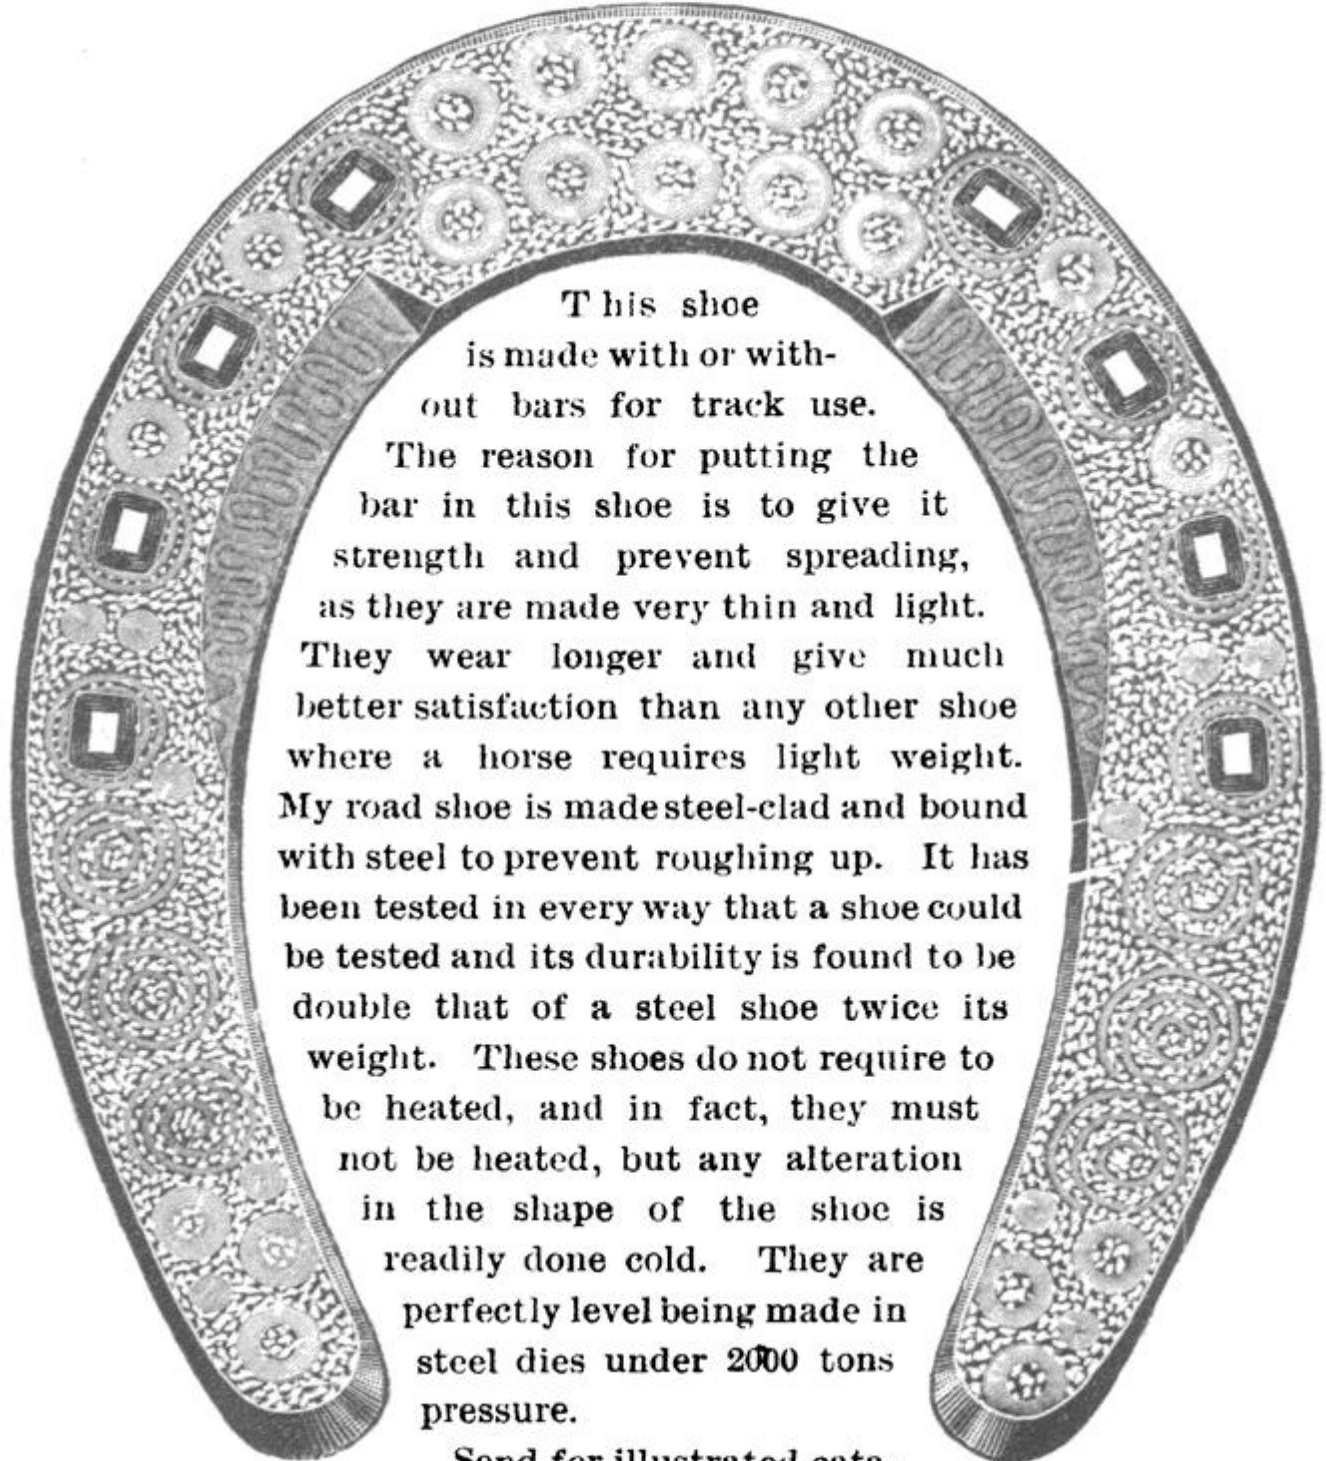 This shoe
is made with or with-
out bars for track use.
The reason for putting the
bar in this shoe is to give it
strength and prevent spreading,
as they are made very thin and light.
They wear longer and give much
better satisfaction than any other shoe
where a horse requires light weight.
My road shoe is made steel-clad and bound
with steel to prevent roughing up. It has
been tested in every way that a shoe could
be tested and its durability is found to be
double that of a steel shoe twice its
weight. These shoes do not require to
be heated, and in fact, they must
not be heated, but any alteration
in the shape of the shoe is
readily done cold. They are
perfectly level being made in
steel dies under 2000 tons
pressure.
Send for illustrated cata-